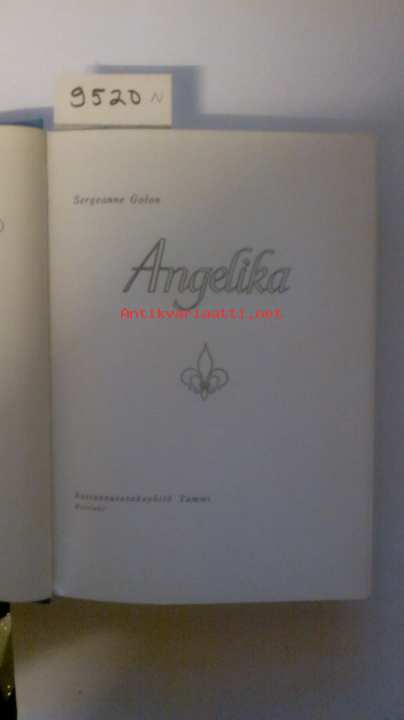 9520 N
Sergeanne Golon
Angelika
Antikvariaatti.net
Kustannusosakeyhtiö Tammi
Helsinki